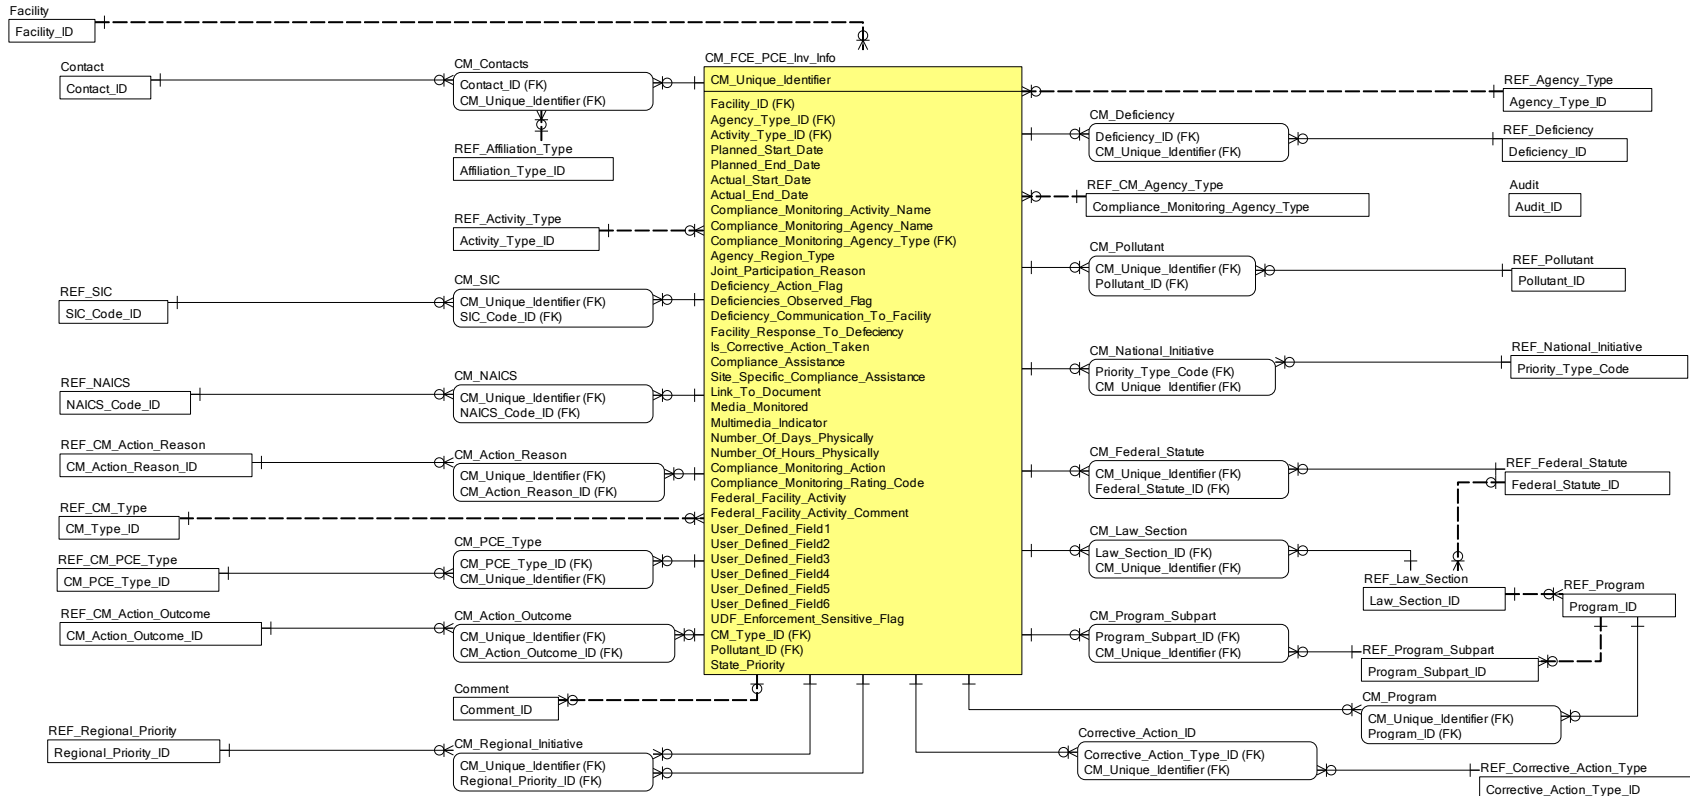 Facility
Facility_ID
Contact
Contact_ID
CM_Contacts
Contact_ID (FK)
CM_Unique_Identifier (FK)
REF_Affiliation_Type
Affiliation_Type_ID
REF_Activity_Type
Activity_Type_ID
REF_SIC
SIC_Code_ID
CM_SIC
CM_Unique_Identifier (FK)
SIC_Code_ID (FK)
REF_NAICS
NAICS_Code_ID
CM_NAICS
CM_Unique_Identifier (FK)
NAICS_Code_ID (FK)
REF_CM_Action_Reason
CM_Action_Reason_ID
CM_Action_Reason
CM_Unique_Identifier (FK)
CM_Action_Reason_ID (FK)
REF_CM_Type
CM_Type_ID
REF_CM_PCE_Type
CM_PCE_Type_ID
CM_PCE_Type
CM_PCE_Type_ID (FK)
CM_Unique_Identifier (FK)
REF_CM_Action_Outcome
CM_Action_Outcome_ID
CM_Action_Outcome
CM_Unique_Identifier (FK)
CM_Action_Outcome_ID (FK)
Comment
Comment_ID
REF_Regional_Priority
Regional_Priority_ID
CM_Regional_Initiative
CM_Unique_Identifier (FK)
Regional_Priority_ID (FK)
CM_FCE_PCE_Inv_Info
CM_Unique_Identifier
Facility_ID (FK)
Agency_Type_ID (FK)
Activity_Type_ID (FK)
Planned_Start_Date
Planned_End_Date
Actual_Start_Date
Actual_End_Date
Compliance_Monitoring_Activity_Name
Compliance_Monitoring_Agency_Name
Compliance_Monitoring_Agency_Type (FK)
Agency_Region_Type
Joint_Participation_Reason
Deficiency_Action_Flag
Deficiencies_Observed_Flag
Deficiency_Communication_To_Facility
Facility_Response_To_Defeciency
Is_Corrective_Action_Taken
Compliance_Assistance
Site_Specific_Compliance_Assistance
Link_To_Document
Media_Monitored
Multimedia_Indicator
Number_Of_Days_Physically
Number_Of_Hours_Physically
Compliance_Monitoring_Action
Compliance_Monitoring_Rating_Code
Federal_Facility_Activity
Federal_Facility_Activity_Comment
User_Defined_Field1
User_Defined_Field2
User_Defined_Field3
User_Defined_Field4
User_Defined_Field5
User_Defined_Field6
UDF_Enforcement_Sensitive_Flag
CM_Type_ID (FK)
Pollutant_ID (FK)
State_Priority
REF_Agency_Type
Agency_Type_ID
CM_Deficiency
Deficiency_ID (FK)
CM_Unique_Identifier (FK)
REF_Deficiency
Deficiency_ID
REF_CM_Agency_Type
Compliance_Monitoring_Agency_Type
Audit
Audit_ID
CM_Pollutant
CM_Unique_Identifier (FK)
Pollutant_ID (FK)
REF_Pollutant
Pollutant_ID
CM_National_Initiative
Priority_Type_Code (FK)
CM_Unique_Identifier (FK)
REF_National_Initiative
Priority_Type_Code
CM_Federal_Statute
CM_Unique_Identifier (FK)
Federal_Statute_ID (FK)
REF_Federal_Statute
Federal_Statute_ID
CM_Law_Section
Law_Section_ID (FK)
CM_Unique_Identifier (FK)
REF_Law_Section
Law_Section_ID
REF_Program
Program_ID
CM_Program_Subpart
Program_Subpart_ID (FK)
CM_Unique_Identifier (FK)
REF_Program_Subpart
Program_Subpart_ID
CM_Program
CM_Unique_Identifier (FK)
Program_ID (FK)
Corrective_Action_ID
Corrective_Action_Type_ID (FK)
CM_Unique_Identifier (FK)
REF_Corrective_Action_Type
Corrective_Action_Type_ID